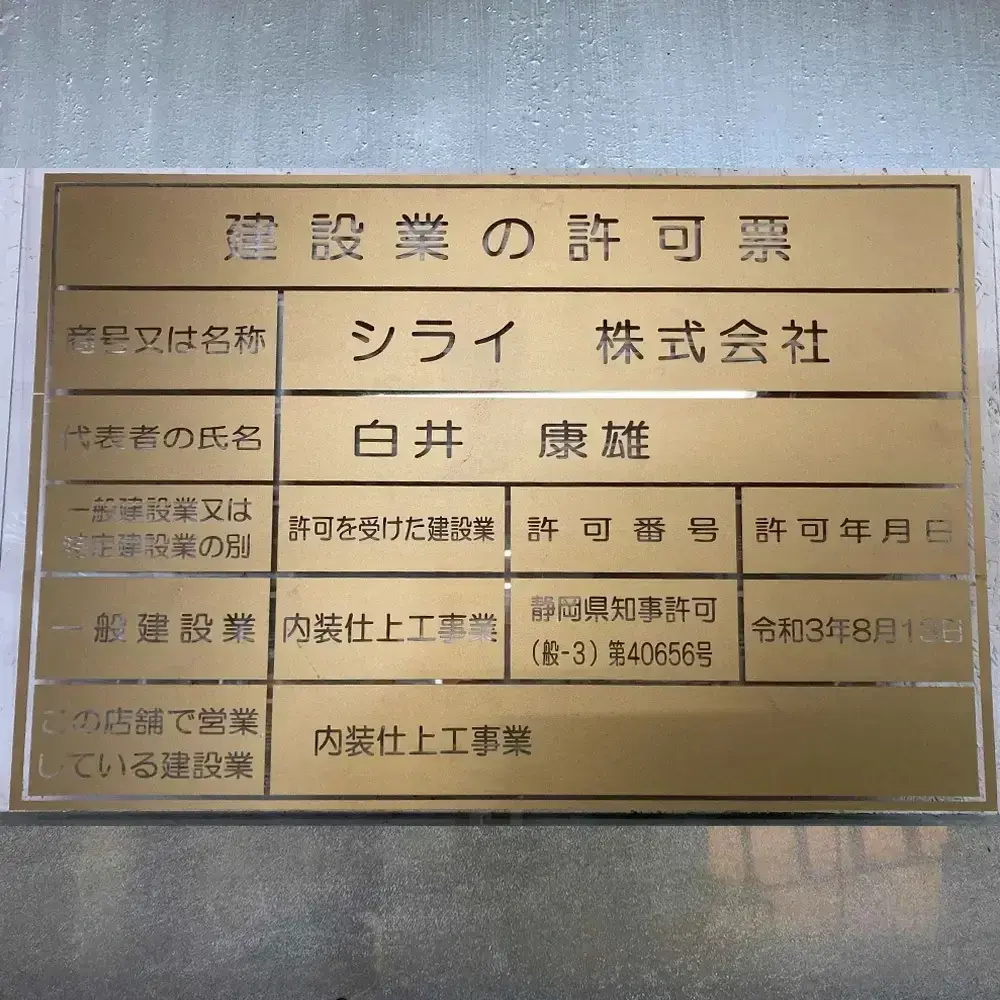 建設業の許可票
商号又は名称
シライ 株式会社
代表者の氏名
白井 康雄
一般建設業又は
特定建設業の別
許可を受けた建設業
許可番号
許可年月日
一般建設業
内装仕上工事業
静岡県知事許可
(般-3) 第40656号
令和3年8月13日
この店舗で営業
している建設業
内装仕上工事業